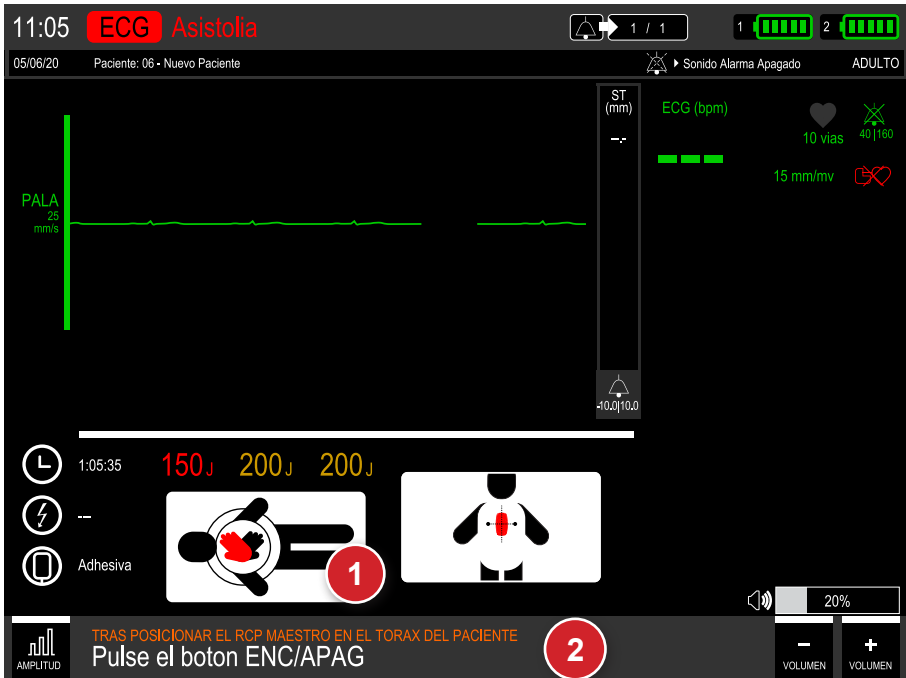 11:05 ECG Asistolia 1 / 1 1 2
05/06/20 Paciente: 06 - Nuevo Paciente Sonido Alarma Apagado ADULTO
ST
(mm)
-.-
ECG (bpm)
10 vias
40|160
---
15 mm/mv
PALA
25
mm/s
-10.0|10.0
1:05:35 150J 200J 200J
--
Adhesiva
1
20%
AMPLITUD
TRAS POSICIONAR EL RCP MAESTRO EN EL TORAX DEL PACIENTE
Pulse el boton ENC/APAG
2
- VOLUMEN
+ VOLUMEN